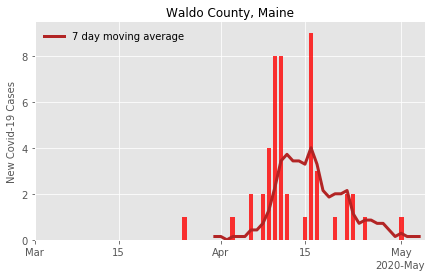 Waldo County, Maine
7 day moving average
New Covid-19 Cases
8
6
4
2
0
Mar
15
Apr
15
May
2020-May